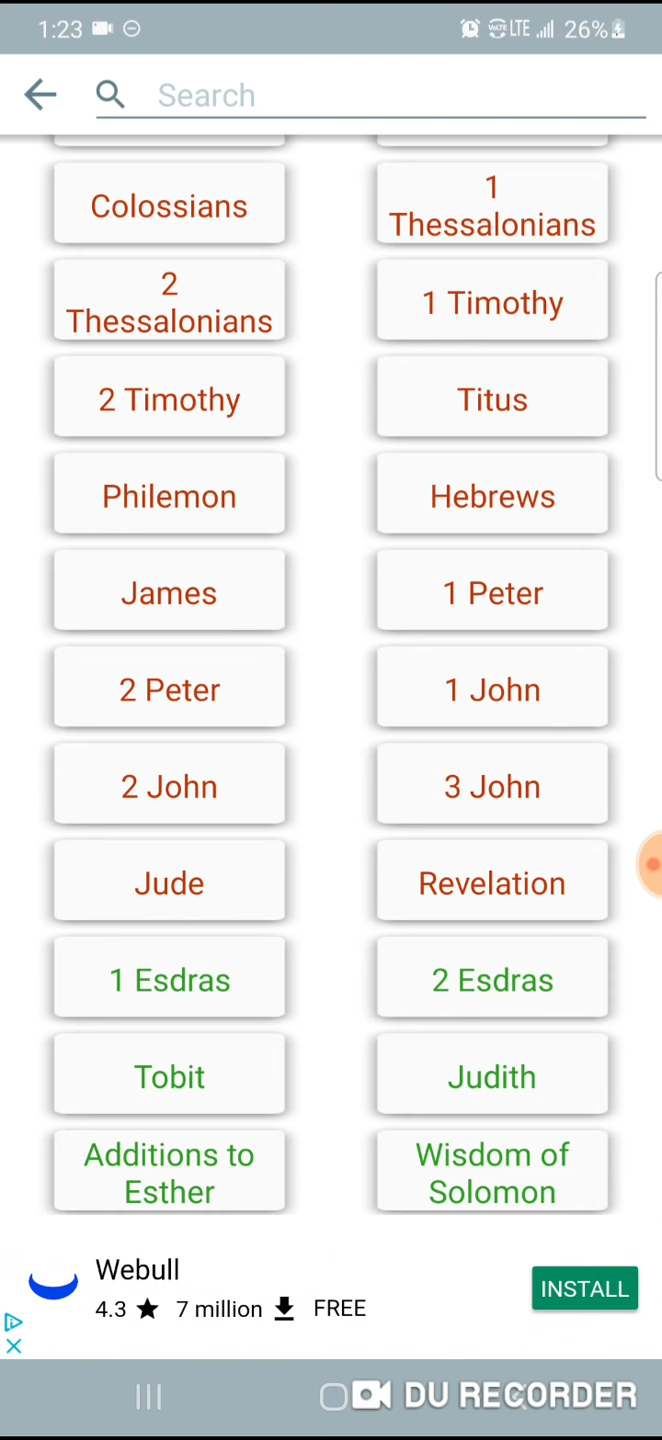 1:23 LTE 26%
Search
Colossians
1
Thessalonians
2
Thessalonians
1 Timothy
2 Timothy
Titus
Philemon
Hebrews
James
1 Peter
2 Peter
1 John
2 John
3 John
Jude
Revelation
1 Esdras
2 Esdras
Tobit
Judith
Additions to
Esther
Wisdom of
Solomon
Webull
4.3 ★ 7 million FREE
INSTALL
DU RECORDER